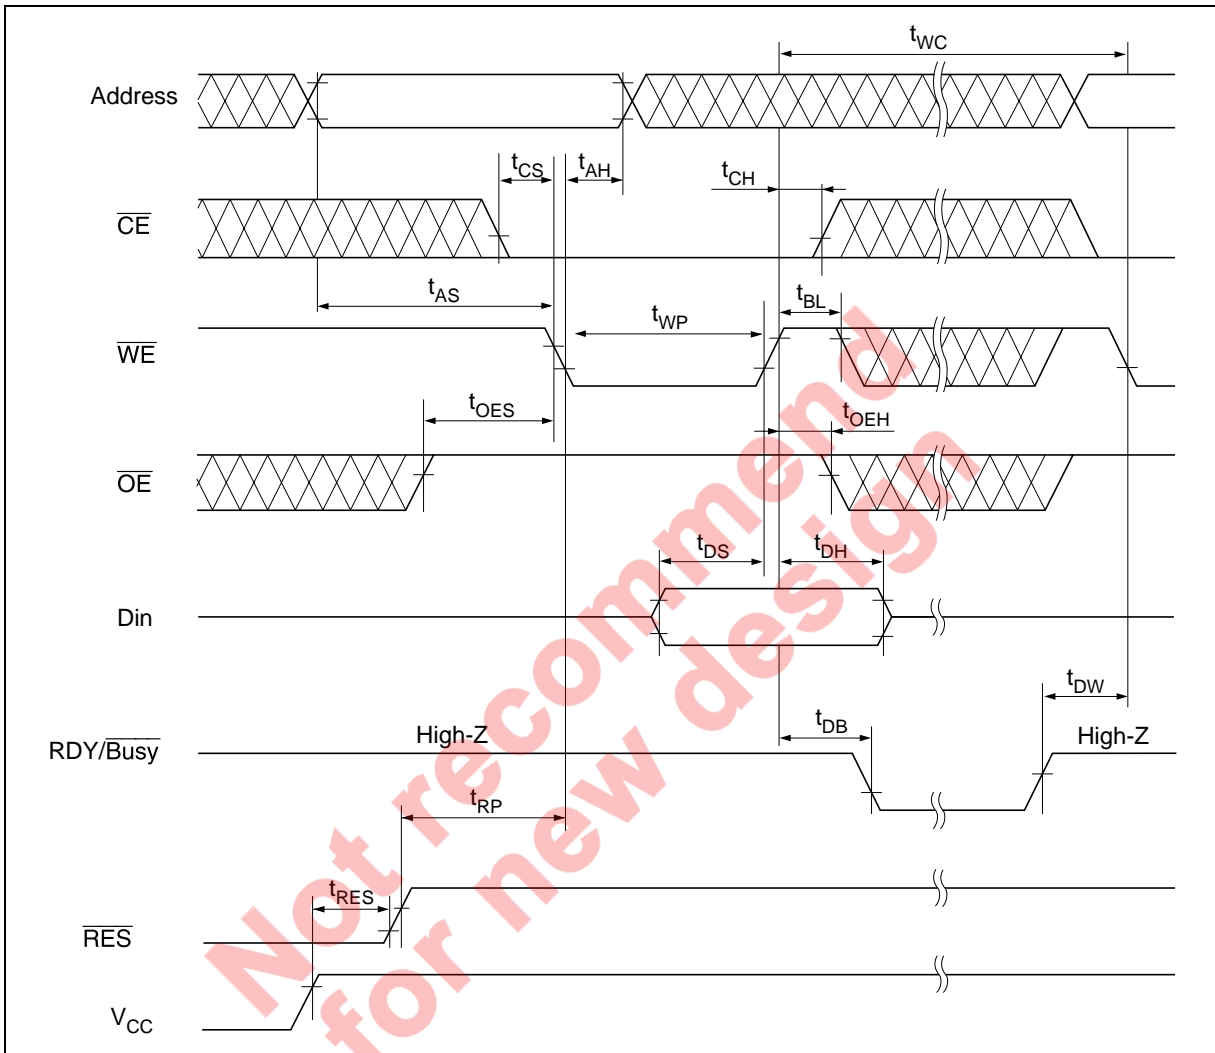 tWC
Address
tCS
tAH
tCH
CE
tAS
tBL
tWP
WE
tOES
tOEH
OE
tDS
tDH
Din
tDW
tDB
High-Z
High-Z
RDY/Busy
tRP
tRES
RES
VCC
Not recommend
for new design